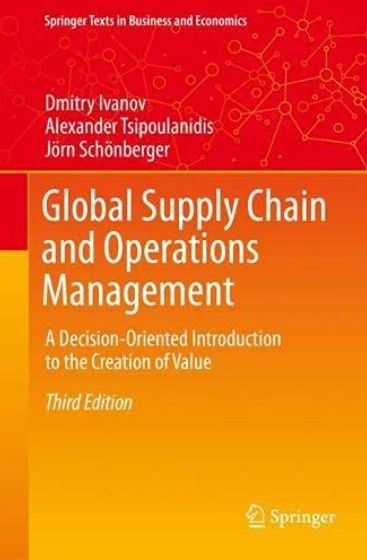 Springer Texts in Business and Economics
Dmitry Ivanov
Alexander Tsipoulanidis
Jörn Schönberger
Global Supply Chain
and Operations
Management
A Decision-Oriented Introduction
to the Creation of Value
Third Edition
Springer